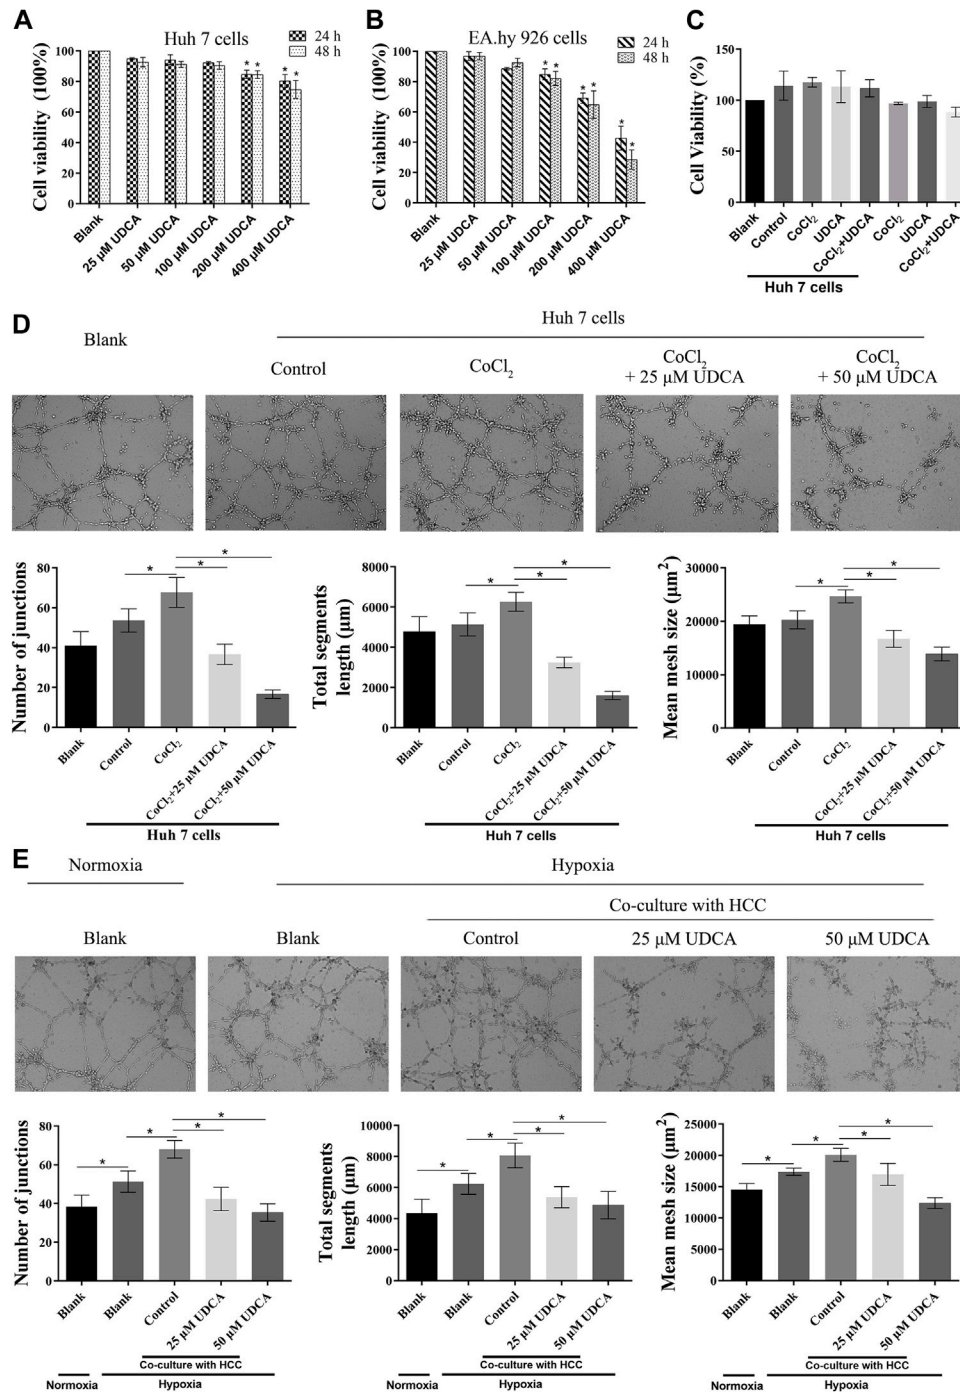 A
Huh 7 cells
24 h
48 h
Cell viability (100%)
100
80
60
40
20
0
Blank
25 µM UDCA
50 µM UDCA
100 µM UDCA
200 µM UDCA
400 µM UDCA
* * * *
B
EA.hy 926 cells
24 h
48 h
Cell viability (100%)
100
80
60
40
20
0
Blank
25 µM UDCA
50 µM UDCA
100 µM UDCA
200 µM UDCA
400 µM UDCA
* * * * * *
C
Cell Viability (%)
150
100
50
0
Blank
Control
CoCl₂
UDCA
CoCl₂+UDCA
CoCl₂
UDCA
CoCl₂+UDCA
Huh 7 cells
D
Huh 7 cells
Blank
Control
CoCl₂
CoCl₂
+ 25 µM UDCA
CoCl₂
+ 50 µM UDCA
Number of junctions
80
60
40
20
0
* * *
Blank
Control
CoCl₂
CoCl₂+25 µM UDCA
CoCl₂+50 µM UDCA
Huh 7 cells
Total segments
length (µm)
8000
6000
4000
2000
0
* * *
Blank
Control
CoCl₂
CoCl₂+25 µM UDCA
CoCl₂+50 µM UDCA
Huh 7 cells
Mean mesh size (µm²)
30000
20000
10000
0
* * *
Blank
Control
CoCl₂
CoCl₂+25 µM UDCA
CoCl₂+50 µM UDCA
Huh 7 cells
E
Normoxia
Hypoxia
Co-culture with HCC
Blank
Blank
Control
25 µM UDCA
50 µM UDCA
Number of junctions
80
60
40
20
0
* * * *
Blank
Blank
Control
25 µM UDCA
50 µM UDCA
Co-culture with HCC
Normoxia
Hypoxia
Total segments
length (µm)
10000
8000
6000
4000
2000
0
* * * *
Blank
Blank
Control
25 µM UDCA
50 µM UDCA
Co-culture with HCC
Normoxia
Hypoxia
Mean mesh size (µm²)
25000
20000
15000
10000
5000
0
* * * *
Blank
Blank
Control
25 µM UDCA
50 µM UDCA
Co-culture with HCC
Normoxia
Hypoxia